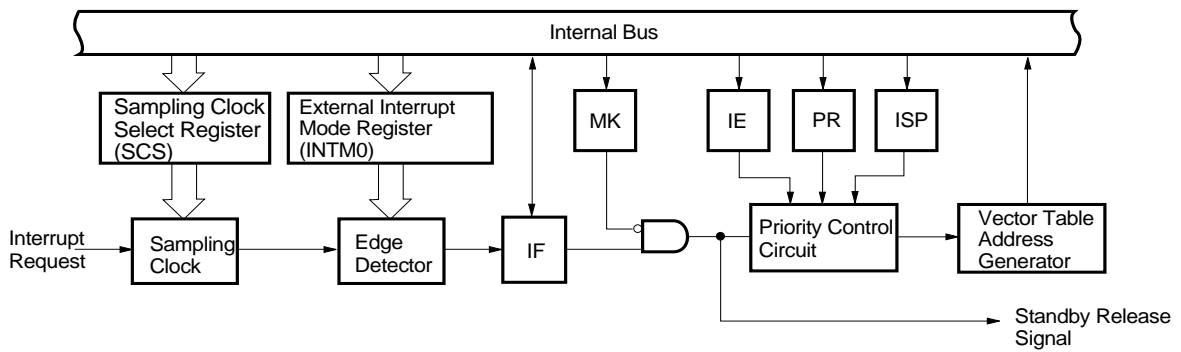 Internal Bus
Sampling Clock
Select Register
(SCS)
External Interrupt
Mode Register
(INTM0)
MK
IE
PR
ISP
Interrupt
Request
Sampling
Clock
Edge
Detector
IF
Priority Control
Circuit
Vector Table
Address
Generator
Standby Release
Signal